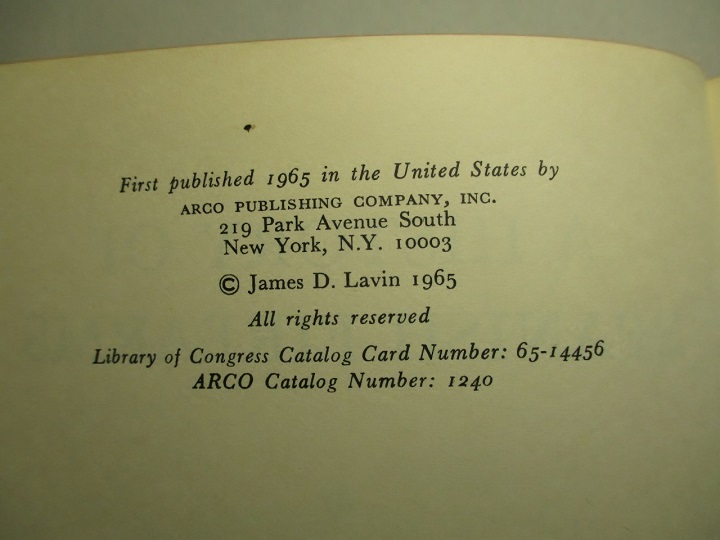 First published 1965 in the United States by
ARCO PUBLISHING COMPANY, INC.
219 Park Avenue South
New York, N.Y. 10003
© James D. Lavin 1965
All rights reserved
Library of Congress Catalog Card Number: 65-14456
ARCO Catalog Number: 1240